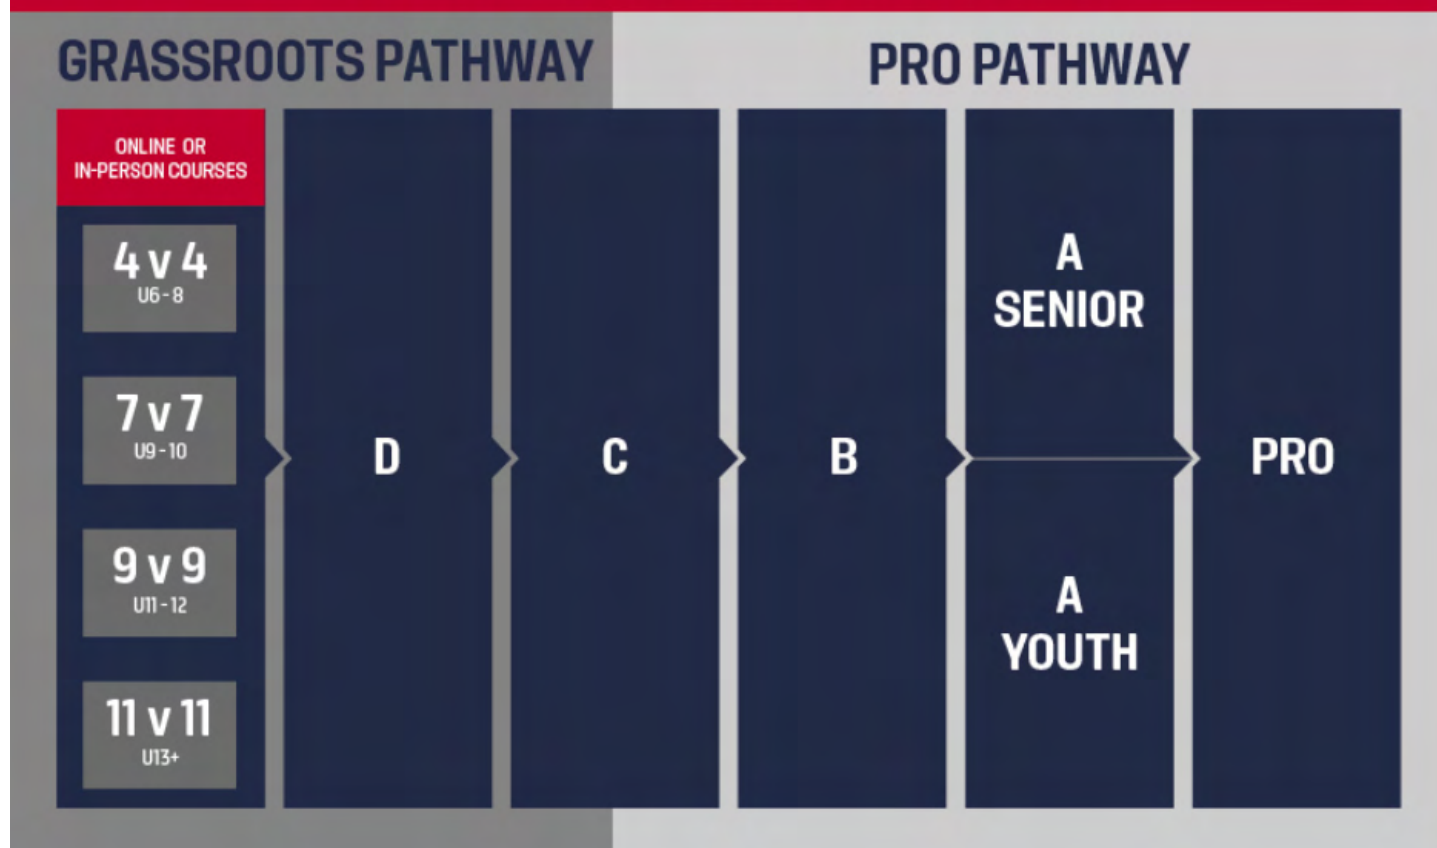 GRASSROOTS PATHWAY
PRO PATHWAY
ONLINE OR
IN-PERSON COURSES
4 v 4
U6-8
7 v 7
U9-10
9 v 9
U11-12
11 v 11
U13+
D
C
B
A
SENIOR
A
YOUTH
PRO